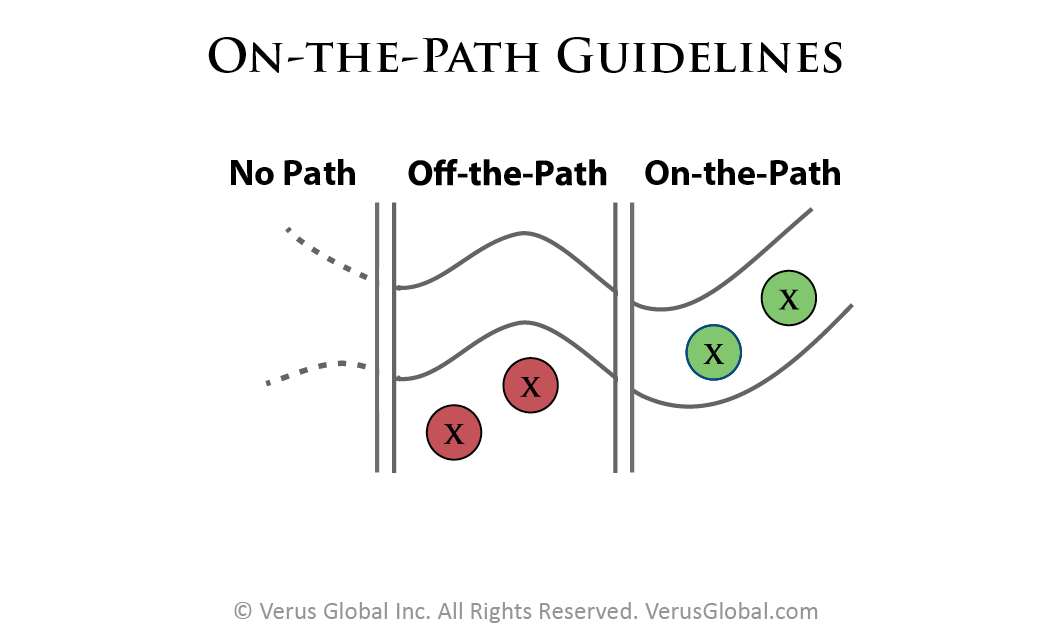 On-the-Path Guidelines
No Path Off-the-Path On-the-Path
X
X
X
X
© Verus Global Inc. All Rights Reserved. VerusGlobal.com